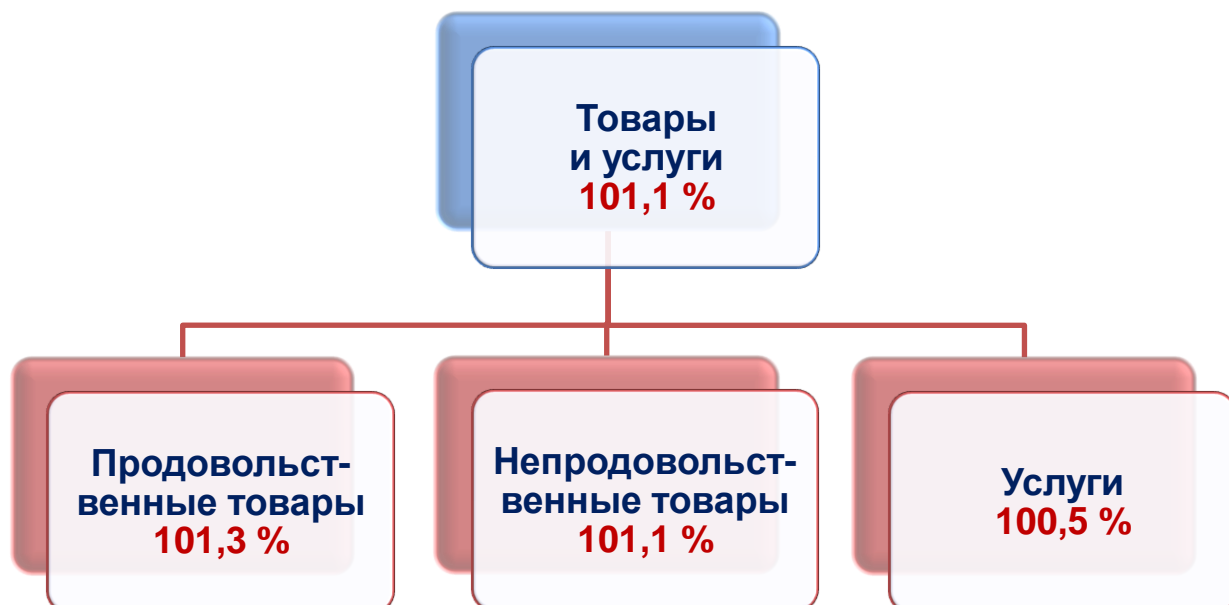 Товары
и услуги
101,1 %
Продовольст-
венные товары
101,3 %
Непродовольст-
венные товары
101,1 %
Услуги
100,5 %